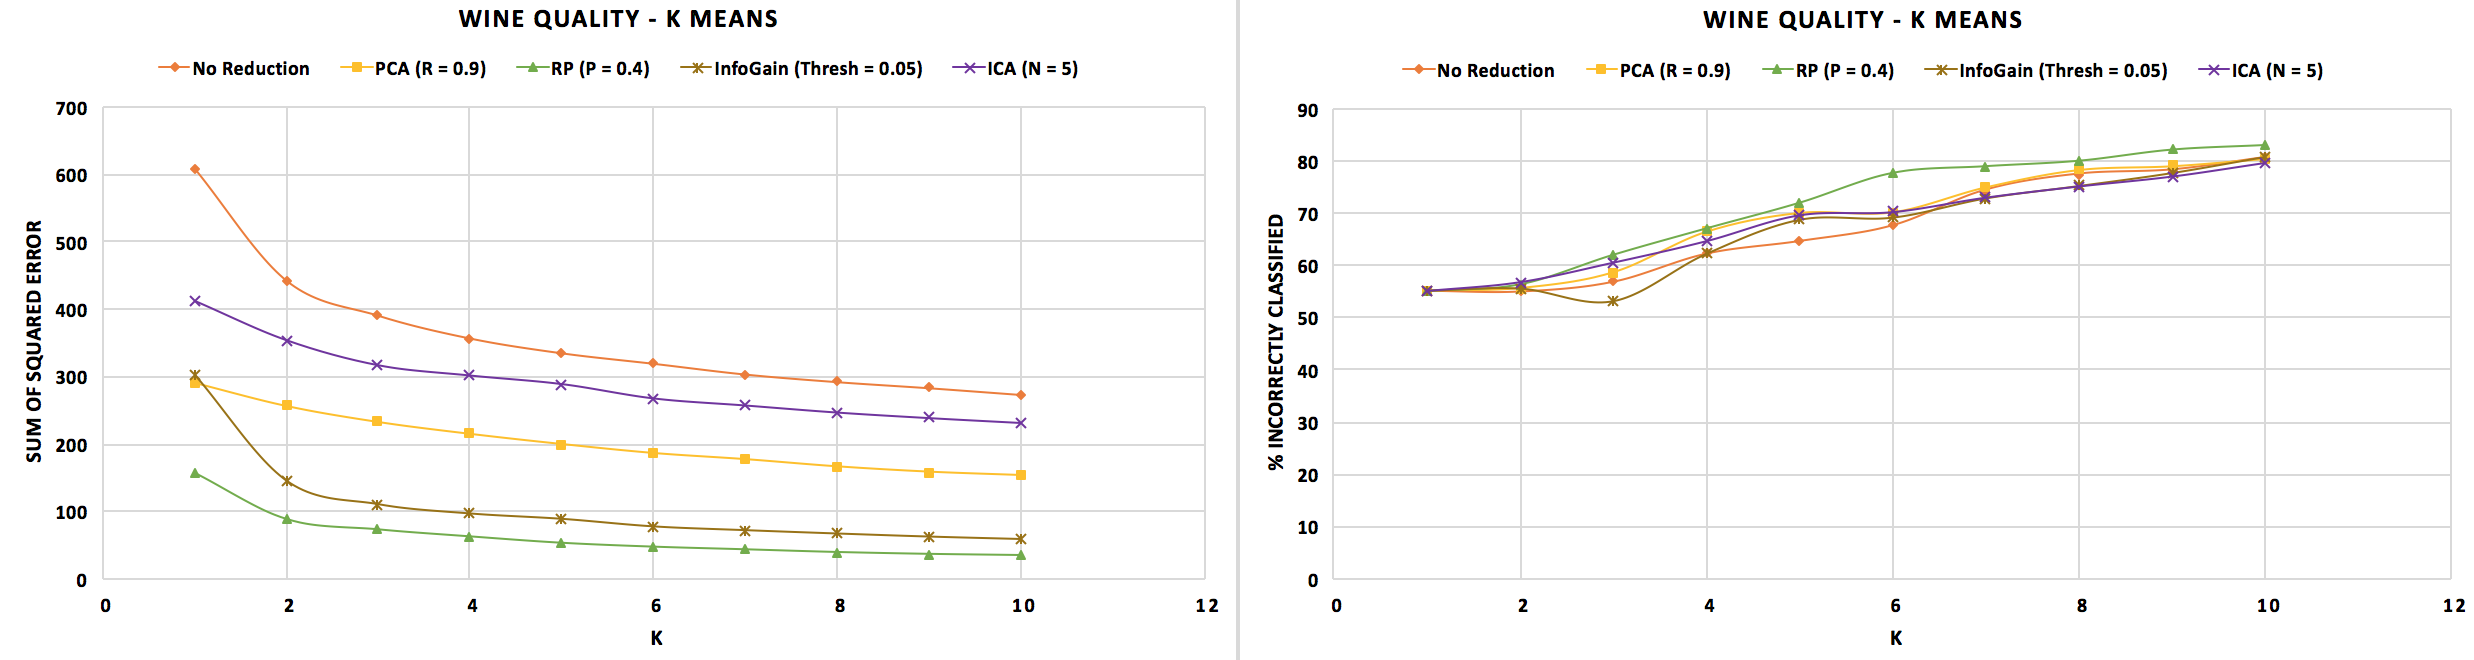 WINE QUALITY - K MEANS
No Reduction PCA (R = 0.9) RP (P = 0.4) InfoGain (Thresh = 0.05) ICA (N = 5)
700
600
500
400
300
200
100
0
SUM OF SQUARED ERROR
0 2 4 6 8 10 12
K
WINE QUALITY - K MEANS
No Reduction PCA (R = 0.9) RP (P = 0.4) InfoGain (Thresh = 0.05) ICA (N = 5)
90
80
70
60
50
40
30
20
10
0
% INCORRECTLY CLASSIFIED
0 2 4 6 8 10 12
K